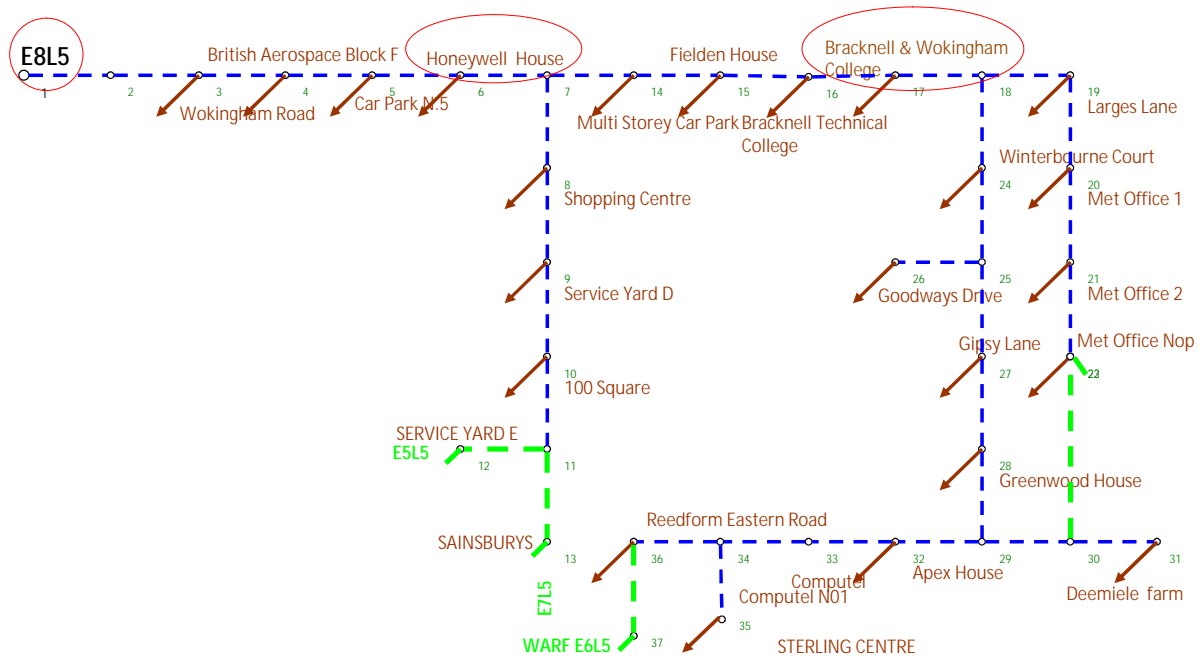 E8L5
British Aerospace Block F
Honeywell House
Fielden House
Bracknell & Wokingham
College
1
2
3
4
5
6
7
14
15
16
17
18
19
Wokingham Road
Car Park N.5
Multi Storey Car Park
Bracknell Technical
College
Larges Lane
Winterbourne Court
8
24
20
Shopping Centre
Met Office 1
9
26
25
21
Service Yard D
Goodways Drive
Met Office 2
Gipsy Lane
Met Office Nop
10
27
22
23
100 Square
SERVICE YARD E
E5L5
12
11
28
Greenwood House
Reedform Eastern Road
SAINSBURYS
13
36
34
33
32
29
30
31
Apex House
Computel
Deemiele farm
E7L5
Computel N01
35
WARF E6L5
37
STERLING CENTRE